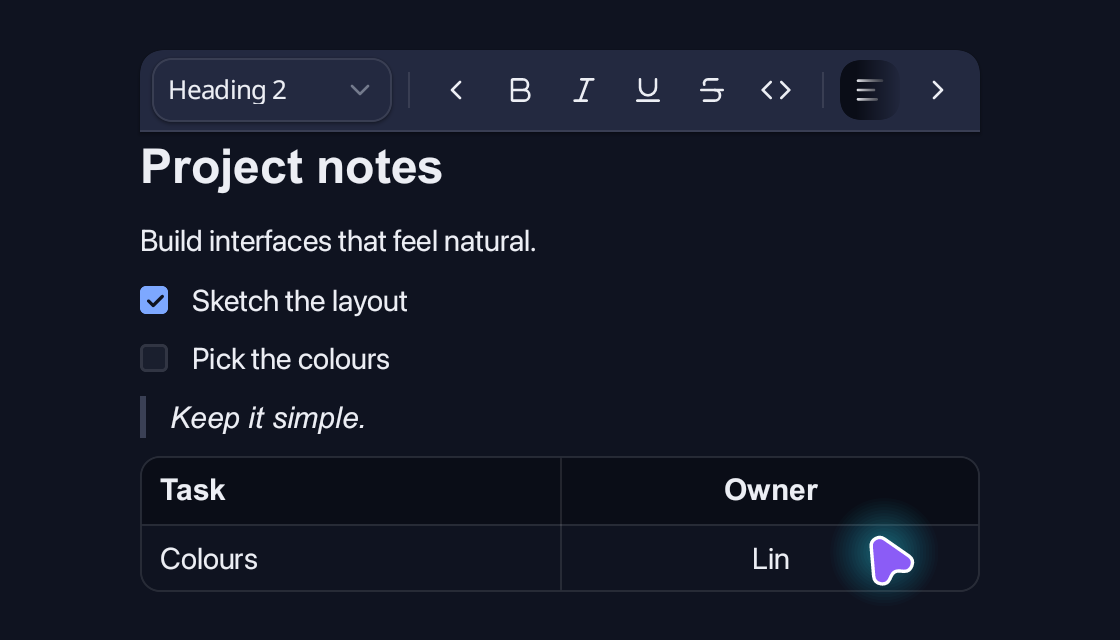 Heading 2
Project notes
Build interfaces that feel natural.
Sketch the layout
Pick the colours
Keep it simple.
Task Owner
Colours Lin